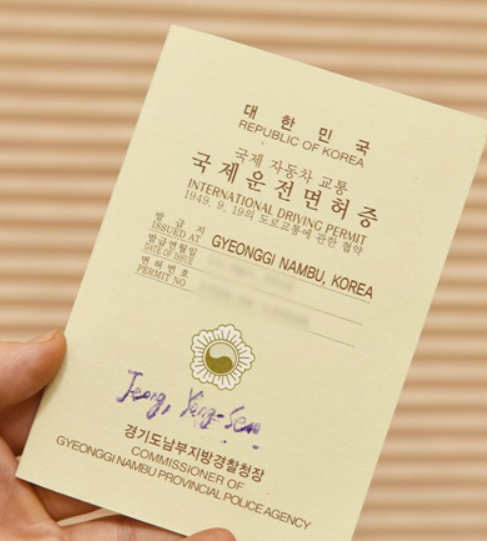 대한민국
REPUBLIC OF KOREA
국제 자동차 교통
국제운전면허증
INTERNATIONAL DRIVING PERMIT
1949. 9. 19의 도로교통에 관한 협약
발급지
ISSUED AT GYEONGGI NAMBU, KOREA
발급연월일
DATE OF ISSUE
면허번호
PERMIT NO
Jeong, Yong-Seon
경기도남부지방경찰청장
COMMISSIONER OF
GYEONGGI NAMBU PROVINCIAL POLICE AGENCY